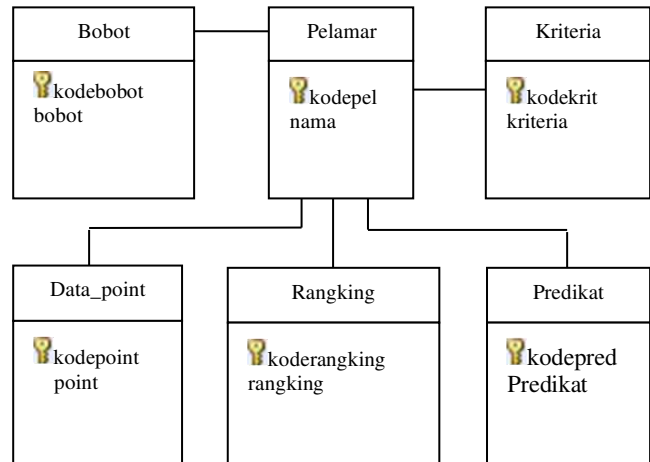 Bobot
kodebobot
bobot
Pelamar
kodepel
nama
Kriteria
kodekrit
kriteria
Data_point
kodepoint
point
Rangking
koderangking
rangking
Predikat
kodepred
Predikat